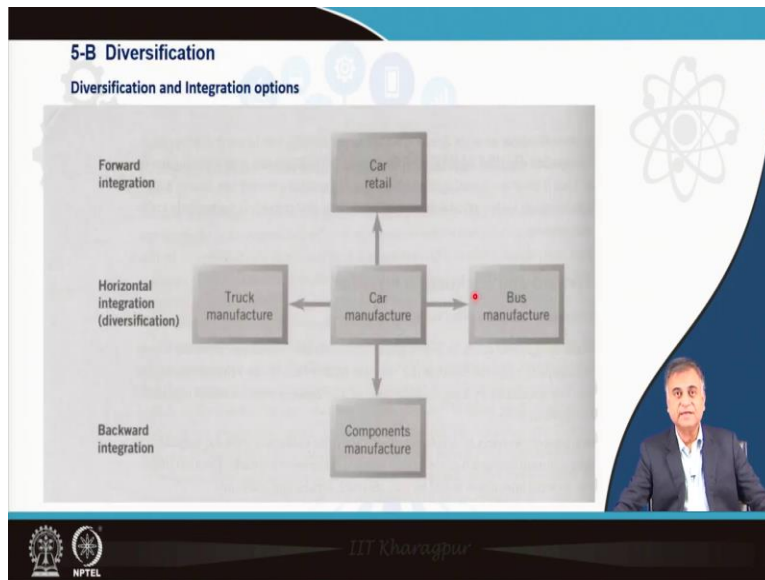 5-B Diversification
Diversification and Integration options
Forward
integration
Car
retail
Horizontal
integration
(diversification)
Truck
manufacture
Car
manufacture
Bus
manufacture
Backward
integration
Components
manufacture
IIT Kharagpur
NPTEL